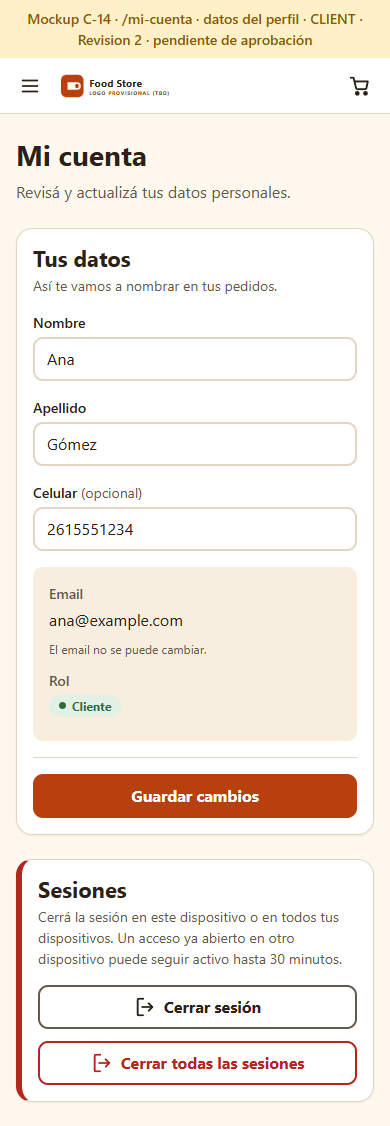 Mockup C-14 · /mi-cuenta · datos del perfil · CLIENT ·
Revision 2 · pendiente de aprobación
Food Store
LOGO PROVISIONAL (TBD)
Mi cuenta
Revisá y actualizá tus datos personales.
Tus datos
Así te vamos a nombrar en tus pedidos.
Nombre
Ana
Apellido
Gómez
Celular (opcional)
2615551234
Email
ana@example.com
El email no se puede cambiar.
Rol
Cliente
Guardar cambios
Sesiones
Cerrá la sesión en este dispositivo o en todos tus
dispositivos. Un acceso ya abierto en otro
dispositivo puede seguir activo hasta 30 minutos.
Cerrar sesión
Cerrar todas las sesiones